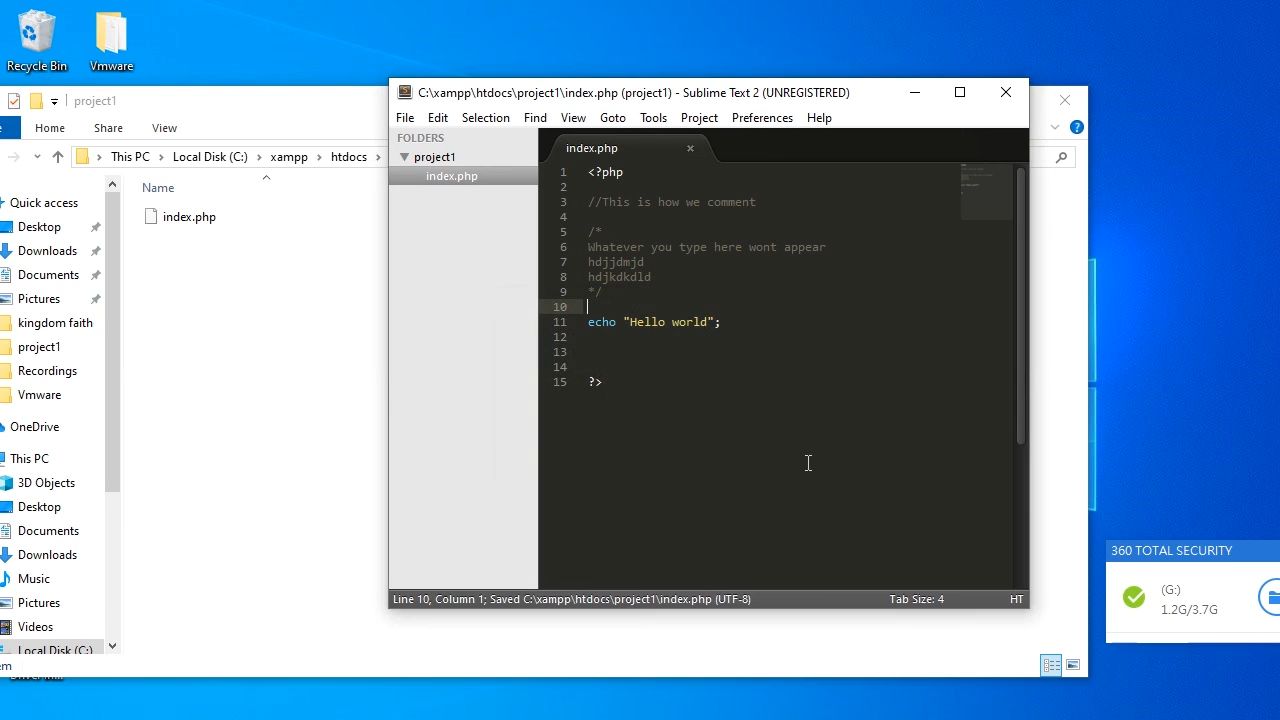 Recycle Bin
Vmware
project1
Home Share View
This PC > Local Disk (C:) > xampp > htdocs >
Name
index.php
Quick access
Desktop
Downloads
Documents
Pictures
kingdom faith
project1
Recordings
Vmware
OneDrive
This PC
3D Objects
Desktop
Documents
Downloads
Music
Pictures
Videos
Local Disk (C:)
C:\xampp\htdocs\project1\index.php (project1) - Sublime Text 2 (UNREGISTERED)
File Edit Selection Find View Goto Tools Project Preferences Help
FOLDERS
project1
index.php
index.php
1 <?php
2
3 //This is how we comment
4
5 /*
6 Whatever you type here wont appear
7 hdjjdmjd
8 hdjkdkdld
9 */
10
11 echo "Hello world";
12
13
14
15 ?>
Line 10, Column 1; Saved C:\xampp\htdocs\project1\index.php (UTF-8) Tab Size: 4 HT
360 TOTAL SECURITY
(G:)
1.2G/3.7G